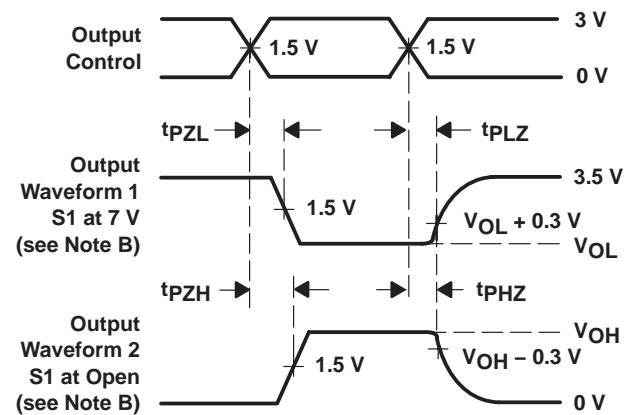 3 V
Output
Control
1.5 V
1.5 V
0 V
tPZL
tPLZ
Output
Waveform 1
S1 at 7 V
(see Note B)
3.5 V
1.5 V
VOL + 0.3 V
VOL
tPZH
tPHZ
Output
Waveform 2
S1 at Open
(see Note B)
VOH
1.5 V
VOH − 0.3 V
0 V